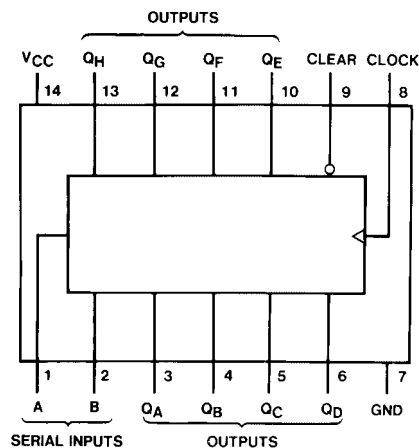 OUTPUTS
VCC QH QG QF QE CLEAR CLOCK
14 13 12 11 10 9 8
1 2 3 4 5 6 7
A B QA QB QC QD GND
SERIAL INPUTS OUTPUTS